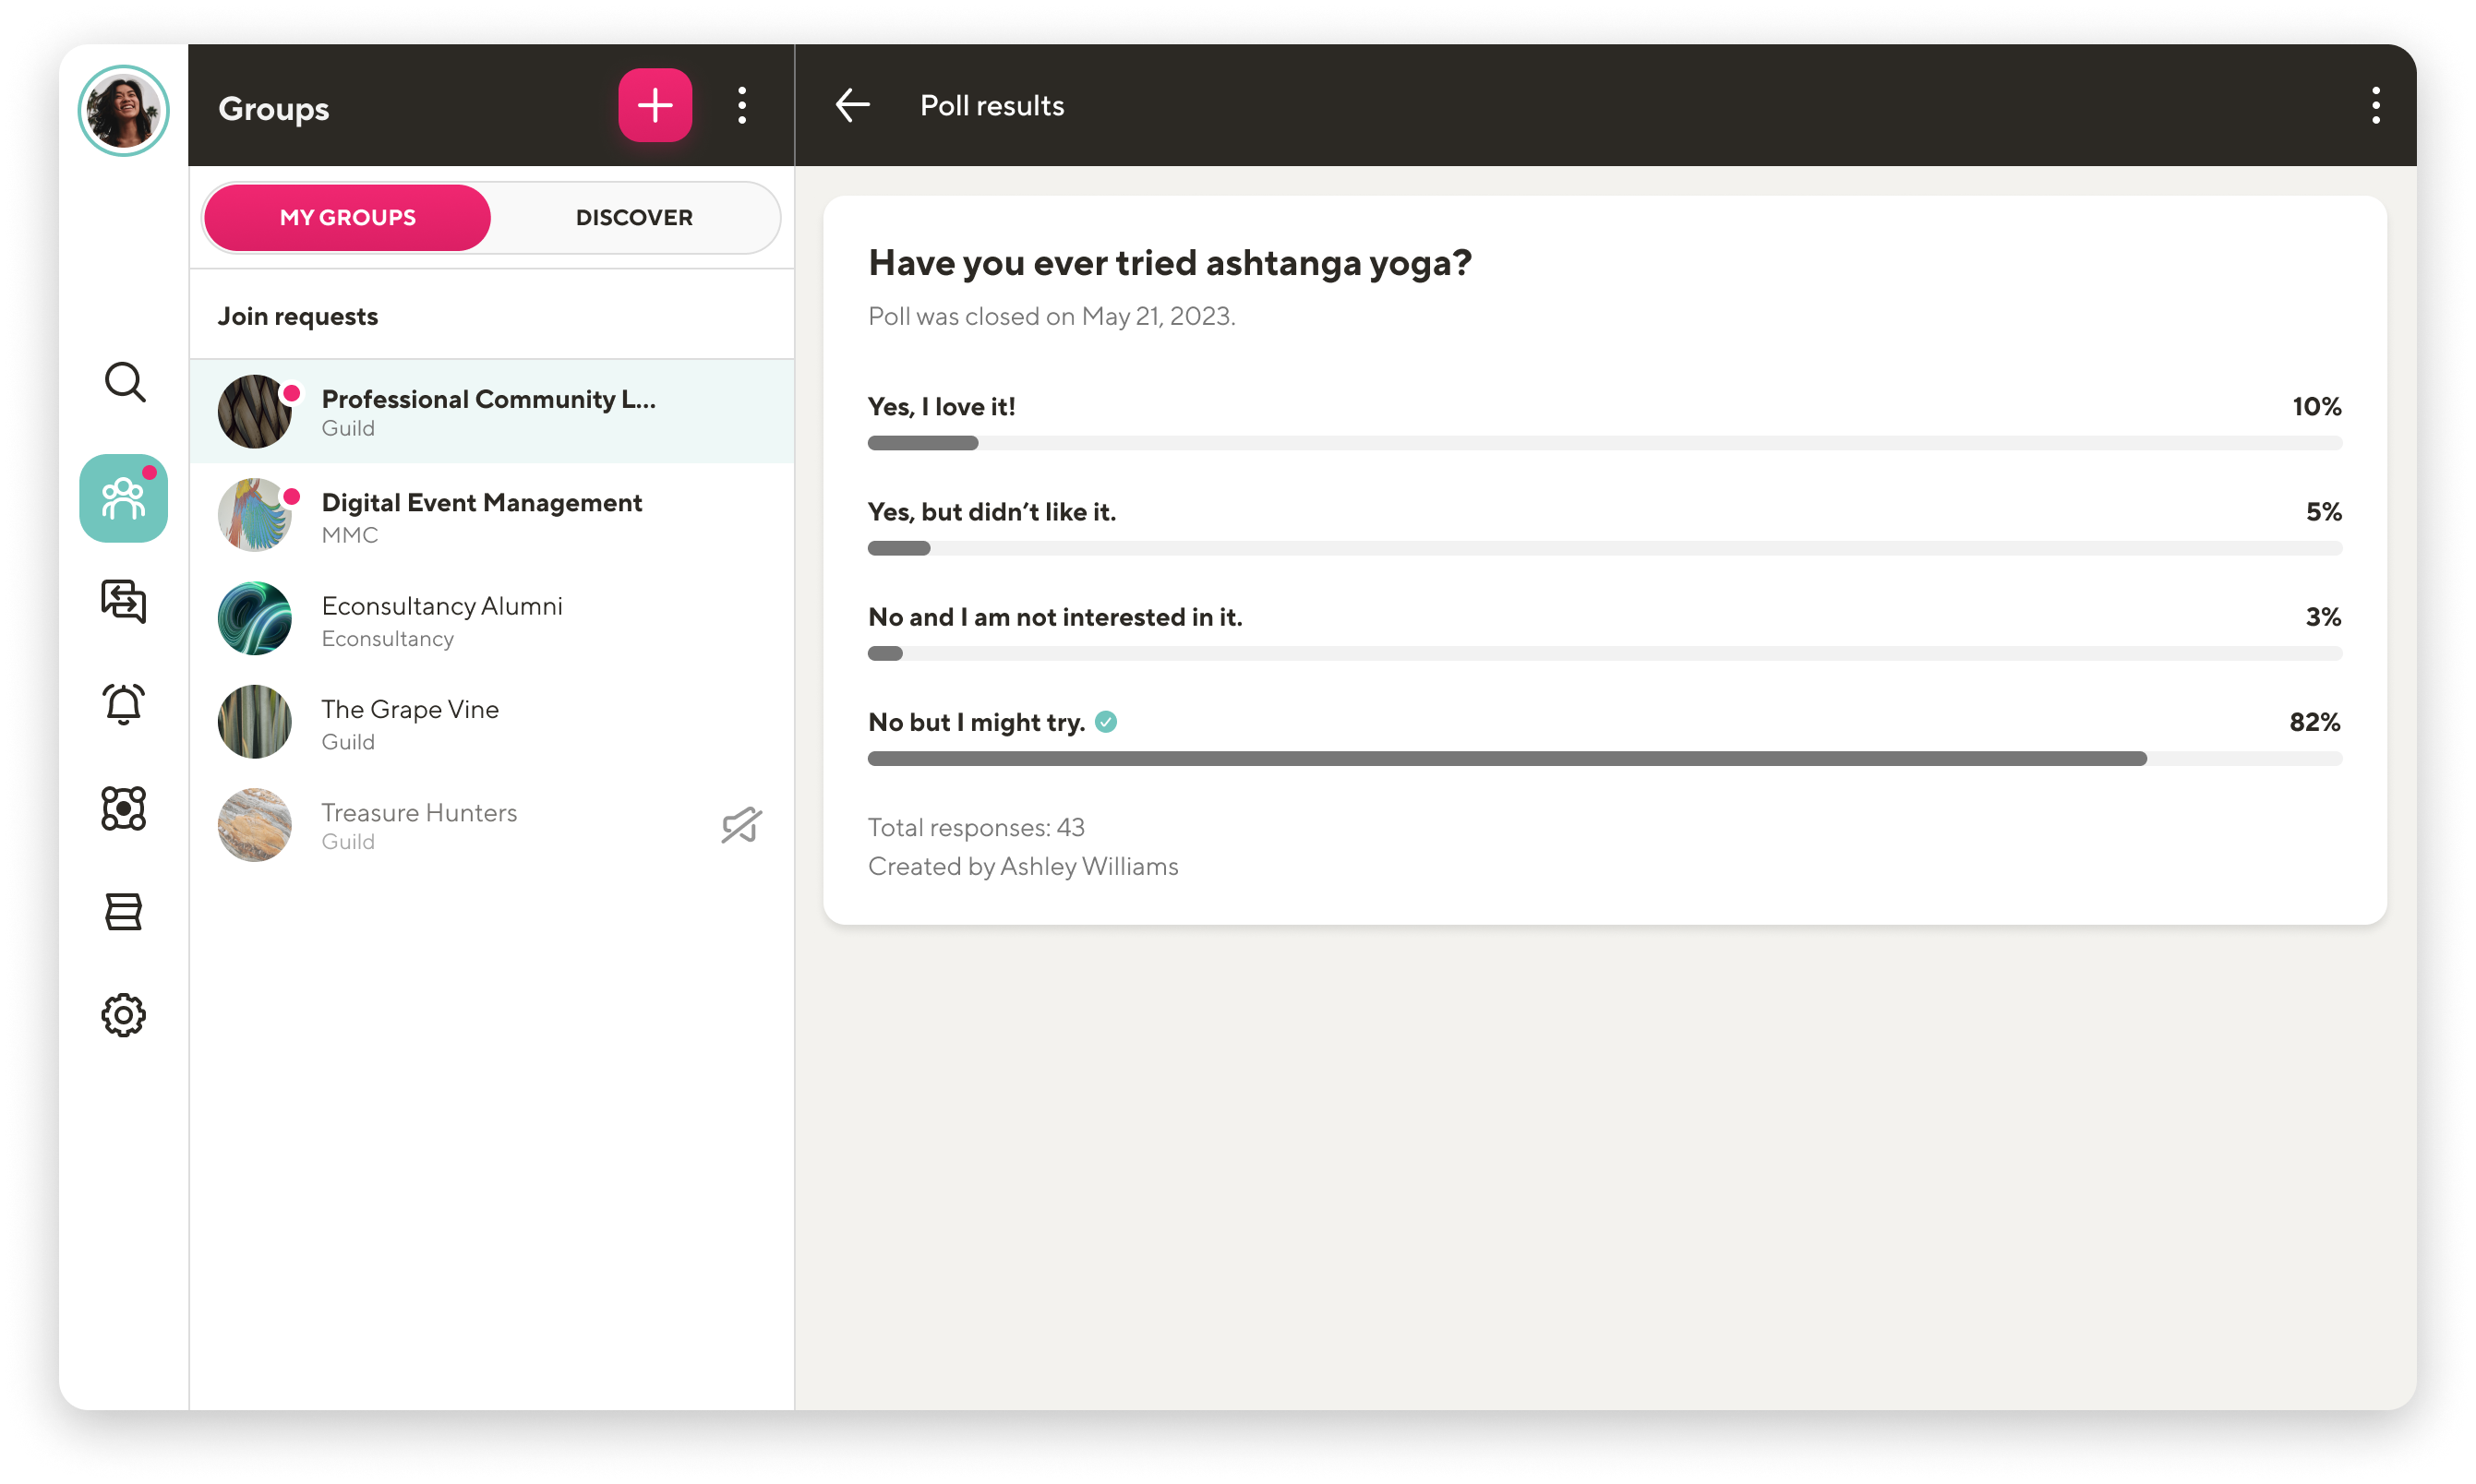 Groups
MY GROUPS
DISCOVER
Join requests
Professional Community L...
Guild
Digital Event Management
MMC
Econsultancy Alumni
Econsultancy
The Grape Vine
Guild
Treasure Hunters
Guild
Poll results
Have you ever tried ashtanga yoga?
Poll was closed on May 21, 2023.
Yes, I love it! 10%
Yes, but didn’t like it. 5%
No and I am not interested in it. 3%
No but I might try. 82%
Total responses: 43
Created by Ashley Williams